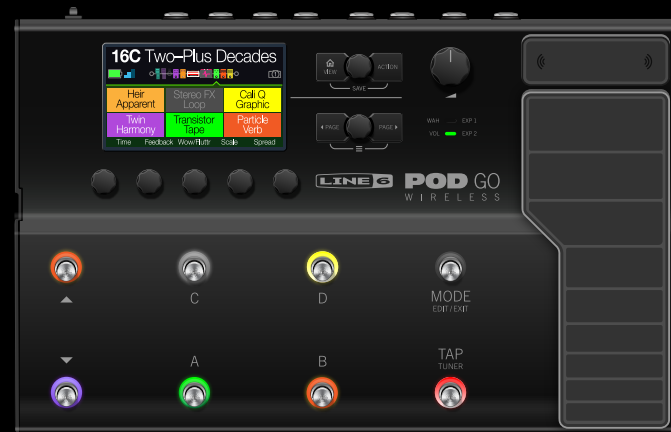 16C Two–Plus Decades
Heir
Apparent
Stereo FX
Loop
Cali Q
Graphic
Twin
Harmony
Transistor
Tape
Particle
Verb
Time Feedback Wow/Fluttr Scale Spread
VIEW
ACTION
SAVE
PAGE
PAGE
WAH EXP 1
VOL EXP 2
LINE 6
POD GO
WIRELESS
C
D
MODE
EDIT/EXIT
A
B
TAP
TUNER